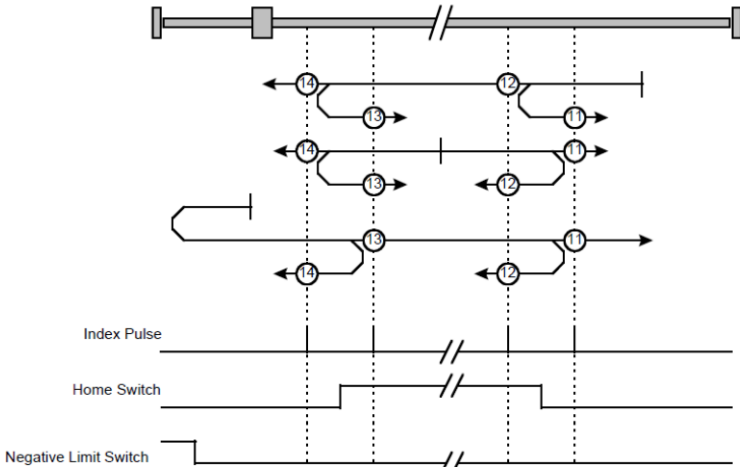 14 12
13 11
14 11
13 12
13 11
14 12
Index Pulse
Home Switch
Negative Limit Switch